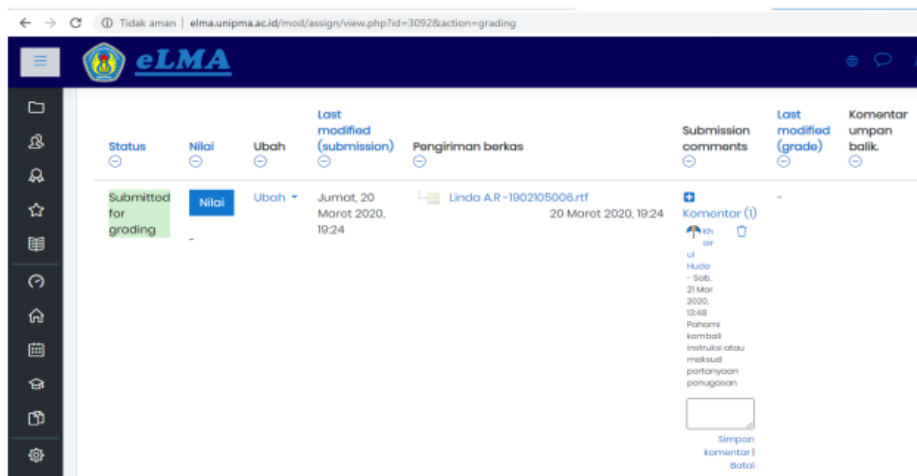 Tidak aman | elma.unipma.ac.id/mod/assign/view.php?id=3092&action=grading
eLMA
Status
Nilai
Ubah
Last
modified
(submission)
Pengiriman berkas
Submission
comments
Last
modified
(grade)
Komentar
umpan
balik.
Submitted
for
grading
Nilai
-
Ubah
Jumat, 20
Maret 2020,
19:24
Linda A.R -1902105006.rtf
20 Maret 2020, 19:24
Komentar (1)
Kh
oir
ul
Huda
- Sab,
21 Mar
2020,
13:48
Pahami
kembali
instruksi atau
maksud
pertanyaan
penugasan
Simpan
komentar |
Batal
-